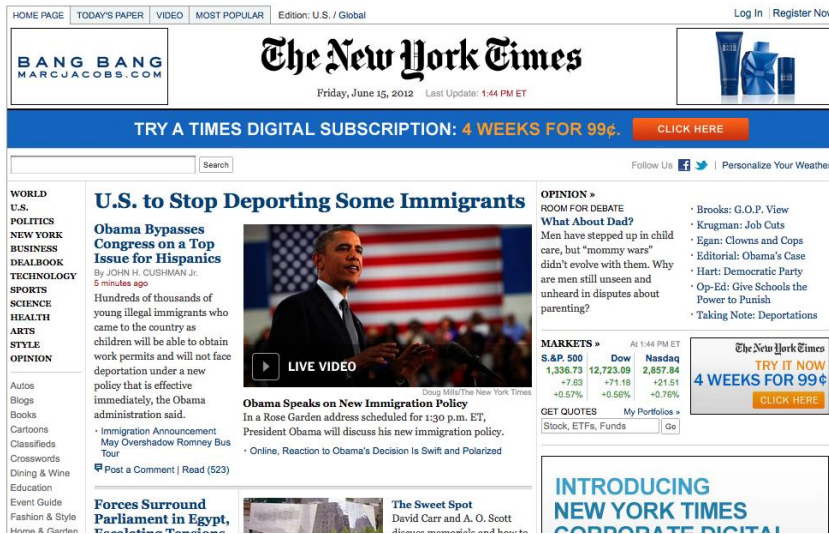 HOME PAGE TODAY'S PAPER VIDEO MOST POPULAR Edition: U.S. / Global
Log In Register Now
BANG BANG
MARCJACOBS.COM
The New York Times
Friday, June 15, 2012 Last Update: 1:44 PM ET
TRY A TIMES DIGITAL SUBSCRIPTION: 4 WEEKS FOR 99¢. CLICK HERE
Search
Follow Us | Personalize Your Weather
WORLD
U.S.
POLITICS
NEW YORK
BUSINESS
DEALBOOK
TECHNOLOGY
SPORTS
SCIENCE
HEALTH
ARTS
STYLE
OPINION
Autos
Blogs
Books
Cartoons
Classifieds
Crosswords
Dining & Wine
Education
Event Guide
Fashion & Style
Home & Garden
U.S. to Stop Deporting Some Immigrants
Obama Bypasses
Congress on a Top
Issue for Hispanics
By JOHN H. CUSHMAN Jr.
5 minutes ago
Hundreds of thousands of
young illegal immigrants who
came to the country as
children will be able to obtain
work permits and will not face
deportation under a new
policy that is effective
immediately, the Obama
administration said.
· Immigration Announcement
May Overshadow Romney Bus
Tour
Post a Comment | Read (523)
LIVE VIDEO
Doug Mills/The New York Times
Obama Speaks on New Immigration Policy
In a Rose Garden address scheduled for 1:30 p.m. ET,
President Obama will discuss his new immigration policy.
· Online, Reaction to Obama's Decision Is Swift and Polarized
Forces Surround
Parliament in Egypt,
Escalating Tensions
The Sweet Spot
David Carr and A. O. Scott
discuss memorials and how to
OPINION »
ROOM FOR DEBATE
What About Dad?
Men have stepped up in child
care, but "mommy wars"
didn't evolve with them. Why
are men still unseen and
unheard in disputes about
parenting?
· Brooks: G.O.P. View
· Krugman: Job Cuts
· Egan: Clowns and Cops
· Editorial: Obama's Case
· Hart: Democratic Party
· Op-Ed: Give Schools the
Power to Punish
· Taking Note: Deportations
MARKETS » At 1:44 PM ET
S.&P. 500 Dow Nasdaq
1,336.73 12,723.09 2,857.84
+7.63 +71.18 +21.51
+0.57% +0.56% +0.76%
GET QUOTES My Portfolios »
Stock, ETFs, Funds Go
The New York Times
TRY IT NOW
4 WEEKS FOR 99¢
CLICK HERE
INTRODUCING
NEW YORK TIMES
CORPORATE DIGITAL